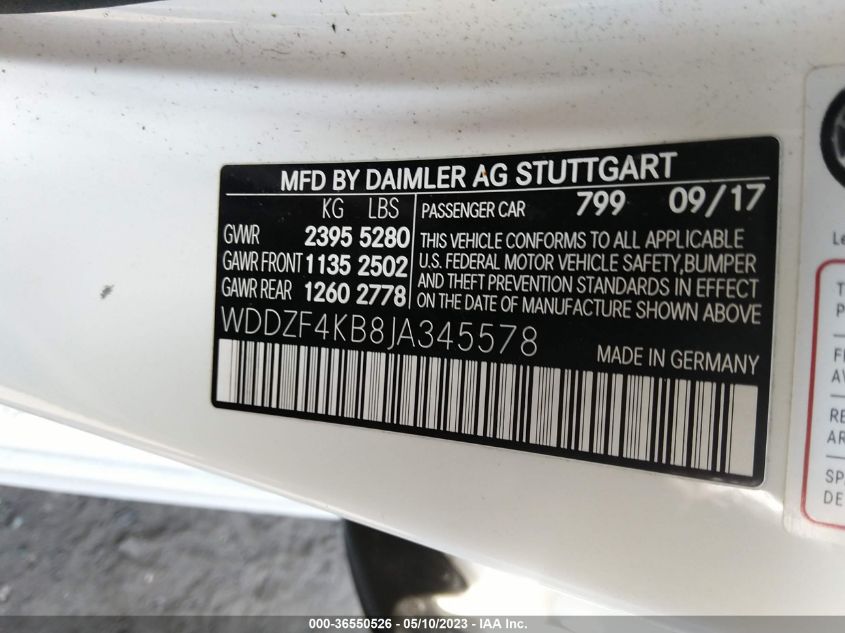 MFD BY DAIMLER AG STUTTGART
KG LBS
GVWR 2395 5280
GAWR FRONT 1135 2502
GAWR REAR 1260 2778
PASSENGER CAR 799 09/17
THIS VEHICLE CONFORMS TO ALL APPLICABLE
U.S. FEDERAL MOTOR VEHICLE SAFETY,BUMPER
AND THEFT PREVENTION STANDARDS IN EFFECT
ON THE DATE OF MANUFACTURE SHOWN ABOVE
WDDZF4KB8JA345578
MADE IN GERMANY
000-36550526 - 05/10/2023 - IAA Inc.